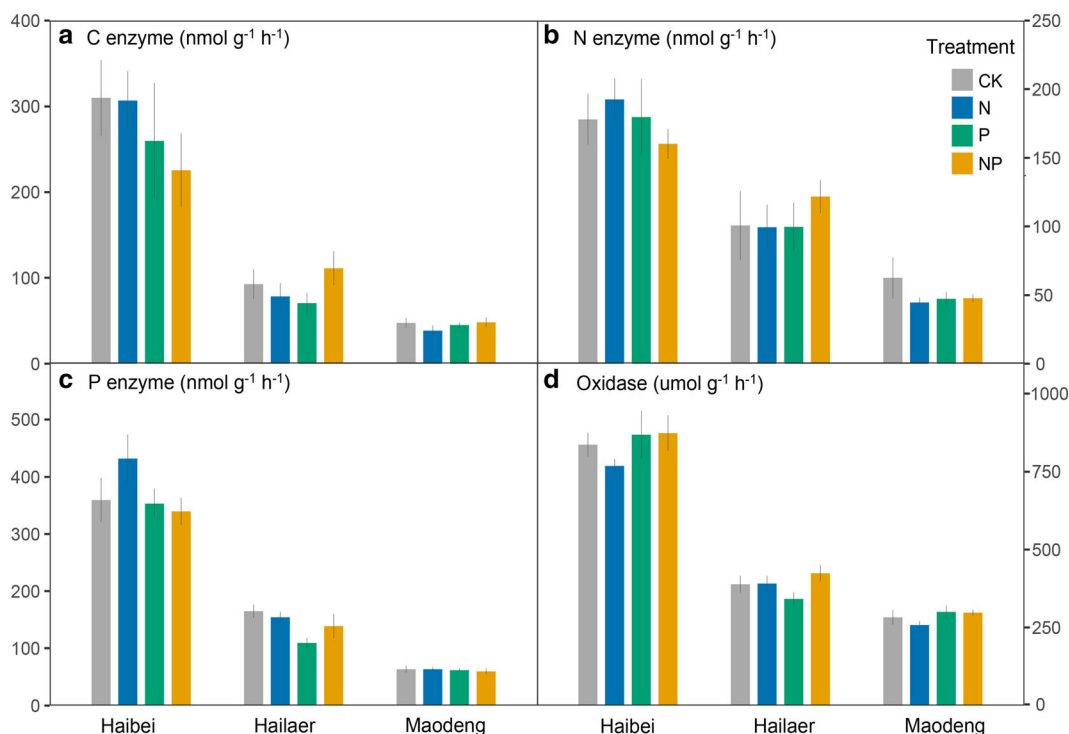 a C enzyme (nmol g⁻¹ h⁻¹)
400
300
200
100
0
b N enzyme (nmol g⁻¹ h⁻¹)
Treatment
CK
N
P
NP
250
200
150
100
50
0
c P enzyme (nmol g⁻¹ h⁻¹)
500
400
300
200
100
0
Haibei Hailaer Maodeng
d Oxidase (umol g⁻¹ h⁻¹)
1000
750
500
250
0
Haibei Hailaer Maodeng